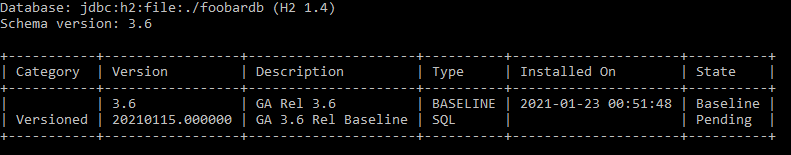 Database: jdbc:h2:file:./foobardb (H2 1.4)
Schema version: 3.6
+-----------+-----------------+----------------------+----------+---------------------+----------+
| Category  | Version         | Description          | Type     | Installed On        | State    |
+-----------+-----------------+----------------------+----------+---------------------+----------+
|           | 3.6             | GA Rel 3.6           | BASELINE | 2021-01-23 00:51:48 | Baseline |
| Versioned | 20210115.000000 | GA 3.6 Rel Baseline  | SQL      |                     | Pending  |
+-----------+-----------------+----------------------+----------+---------------------+----------+